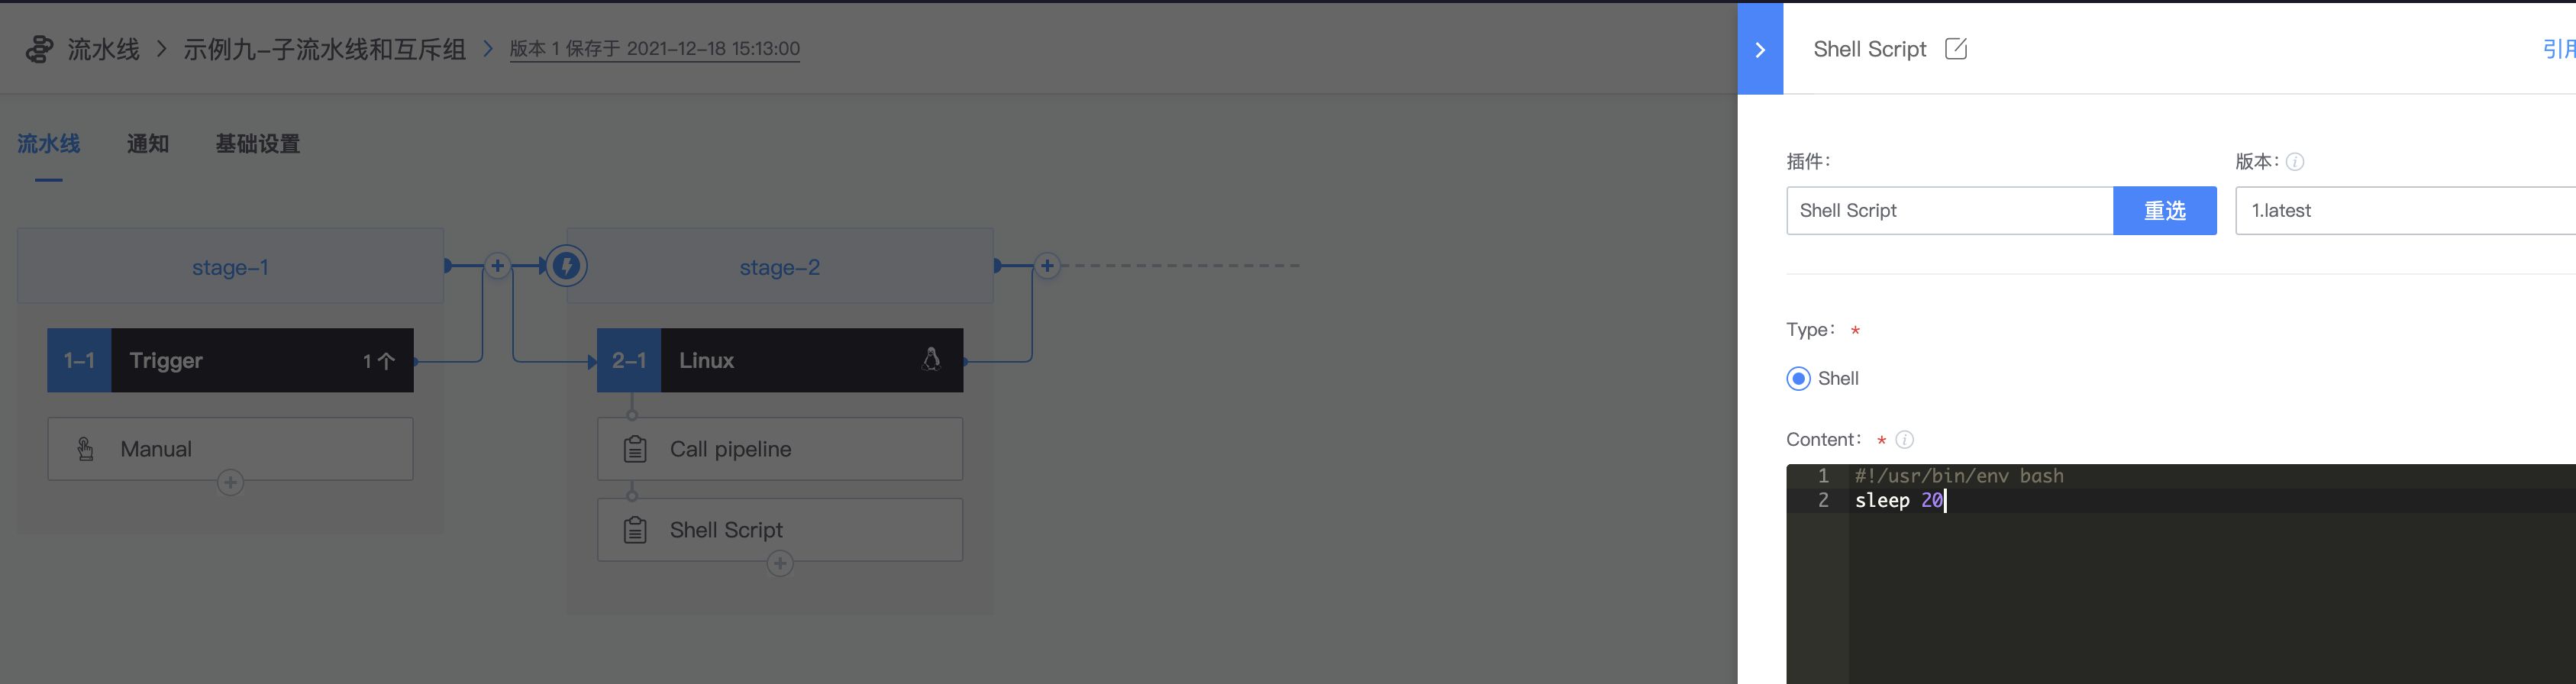 流水线 > 示例九-子流水线和互斥组 > 版本 1 保存于 2021-12-18 15:13:00
流水线 通知 基础设置
stage-1
1-1 Trigger 1 个
Manual
stage-2
2-1 Linux
Call pipeline
Shell Script
Shell Script
插件：
Shell Script 重选
版本：
1.latest
Type： *
Shell
Content： *
1 #!/usr/bin/env bash
2 sleep 20